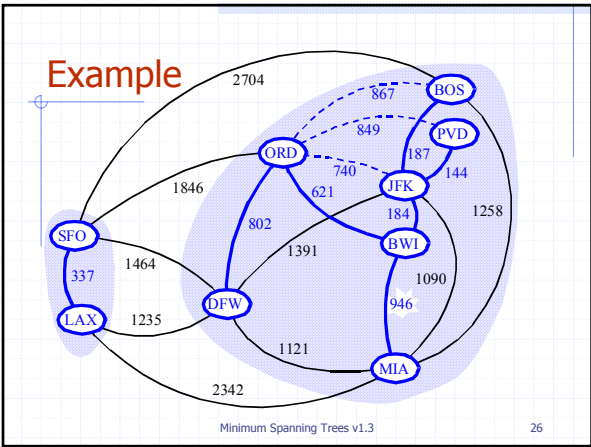 Example
2704
BOS
867
849
PVD
ORD
740
187
144
1846
621
JFK
802
184
1258
SFO
1391
BWI
1464
337
1090
DFW
946
LAX
1235
1121
MIA
2342
Minimum Spanning Trees v1.3 26